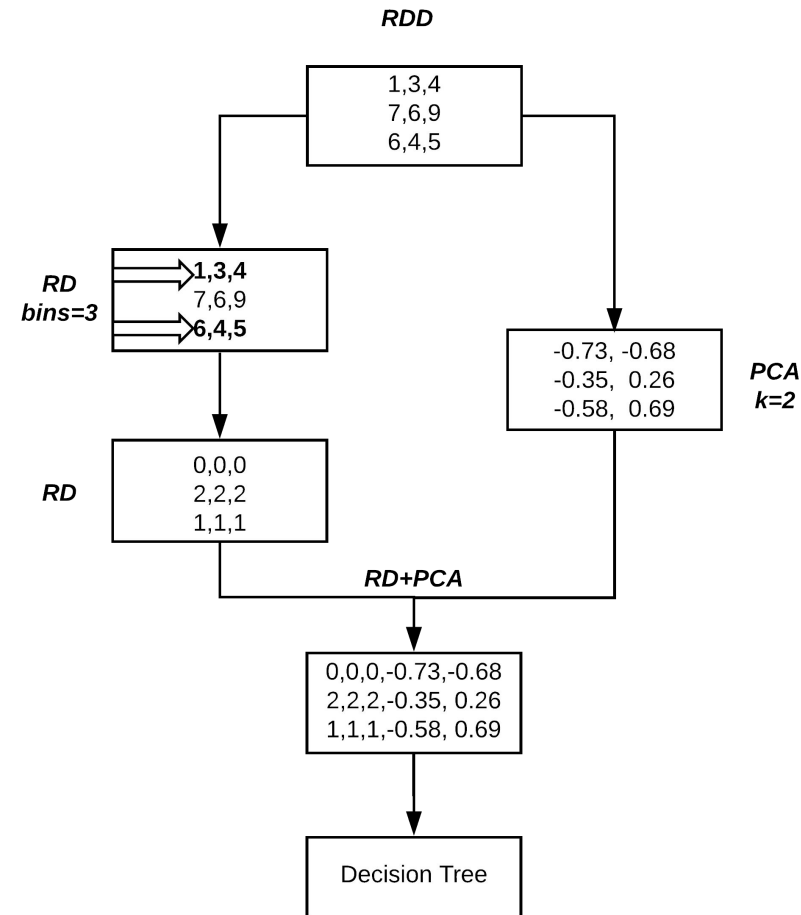 RDD
1,3,4
7,6,9
6,4,5
RD
bins=3
1,3,4
7,6,9
6,4,5
-0.73, -0.68
-0.35, 0.26
-0.58, 0.69
PCA
k=2
RD
0,0,0
2,2,2
1,1,1
RD+PCA
0,0,0,-0.73,-0.68
2,2,2,-0.35, 0.26
1,1,1,-0.58, 0.69
Decision Tree